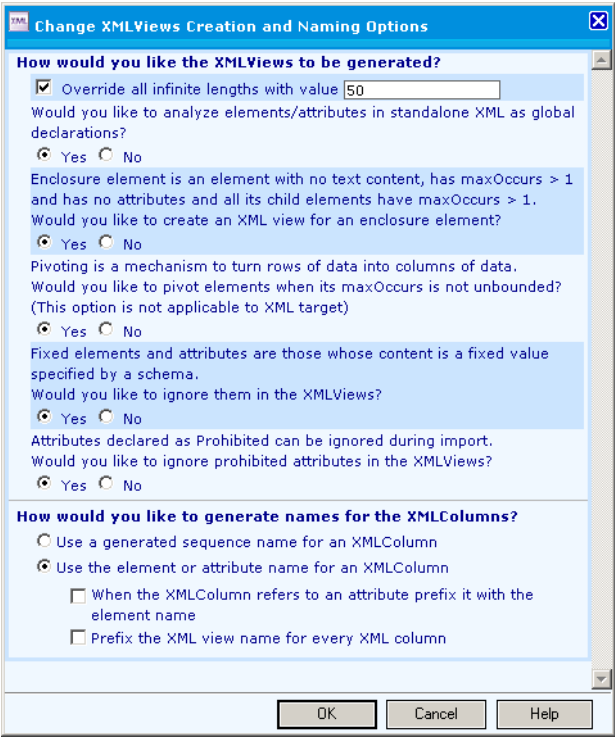 XML
Change XMLViews Creation and Naming Options
How would you like the XMLViews to be generated?
Override all infinite lengths with value 50
Would you like to analyze elements/attributes in standalone XML as global
declarations?
Yes No
Enclosure element is an element with no text content, has maxOccurs > 1
and has no attributes and all its child elements have maxOccurs > 1.
Would you like to create an XML view for an enclosure element?
Yes No
Pivoting is a mechanism to turn rows of data into columns of data.
Would you like to pivot elements when its maxOccurs is not unbounded?
(This option is not applicable to XML target)
Yes No
Fixed elements and attributes are those whose content is a fixed value
specified by a schema.
Would you like to ignore them in the XMLViews?
Yes No
Attributes declared as Prohibited can be ignored during import.
Would you like to ignore prohibited attributes in the XMLViews?
Yes No
How would you like to generate names for the XMLColumns?
Use a generated sequence name for an XMLColumn
Use the element or attribute name for an XMLColumn
When the XMLColumn refers to an attribute prefix it with the
element name
Prefix the XML view name for every XML column
OK Cancel Help